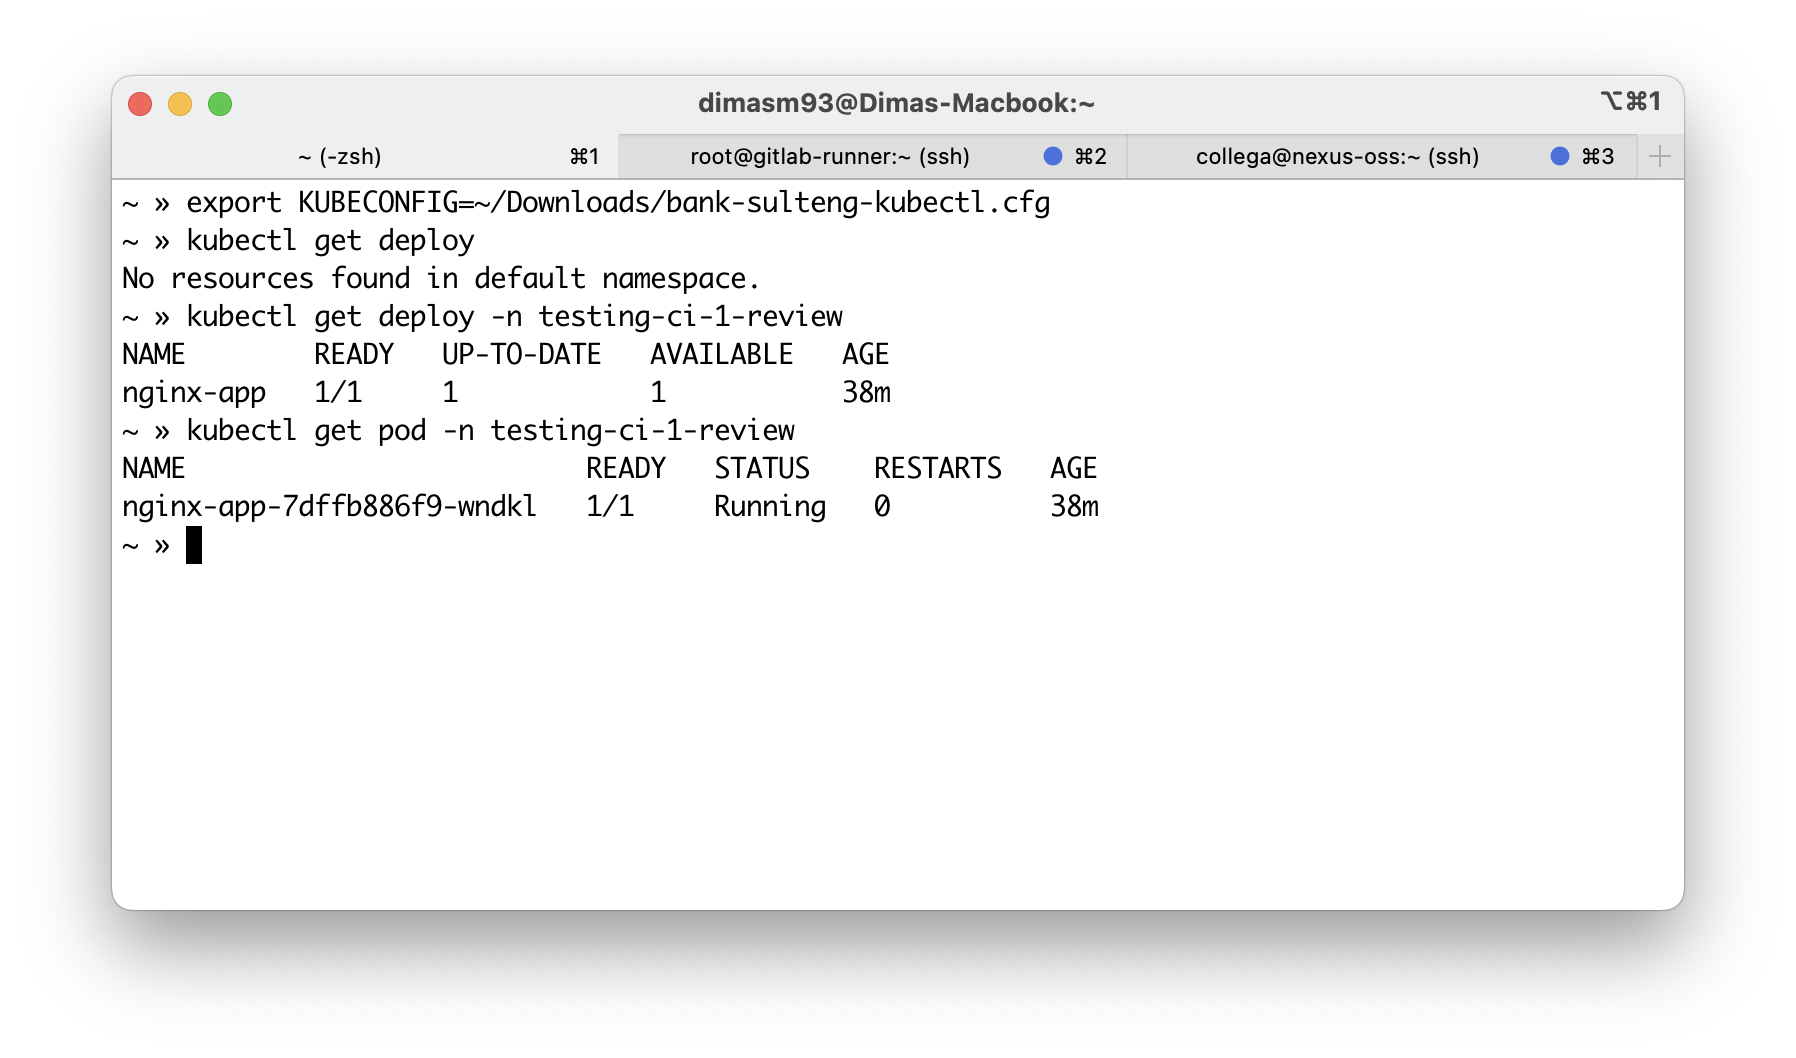 dimasm93@Dimas-Macbook:~ ⌥⌘1
~ (-zsh) ⌘1 root@gitlab-runner:~ (ssh) ⌘2 collega@nexus-oss:~ (ssh) ⌘3
~ » export KUBECONFIG=~/Downloads/bank-sulteng-kubectl.cfg
~ » kubectl get deploy
No resources found in default namespace.
~ » kubectl get deploy -n testing-ci-1-review
NAME READY UP-TO-DATE AVAILABLE AGE
nginx-app 1/1 1 1 38m
~ » kubectl get pod -n testing-ci-1-review
NAME READY STATUS RESTARTS AGE
nginx-app-7dffb886f9-wndkl 1/1 Running 0 38m
~ »